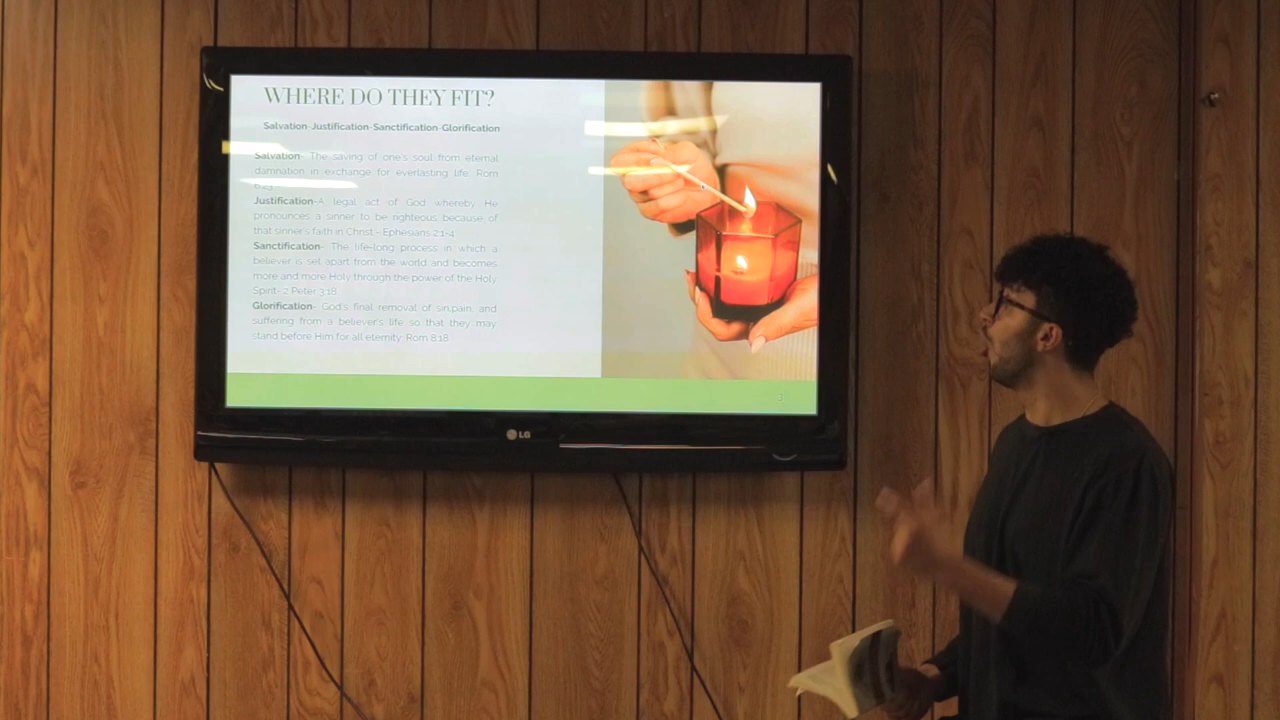 WHERE DO THEY FIT?
Salvation-Justification-Sanctification-Glorification
Salvation- The saving of one's soul from eternal
damnation in exchange for everlasting life: Rom
6:23
Justification-A legal act of God whereby He
pronounces a sinner to be righteous because of
that sinner's faith in Christ - Ephesians 2:1-4
Sanctification- The life-long process in which a
believer is set apart from the world and becomes
more and more Holy through the power of the Holy
Spirit- 2 Peter 3:18
Glorification- God's final removal of sin,pain, and
suffering from a believer's life so that they may
stand before Him for all eternity: Rom 8:18
LG